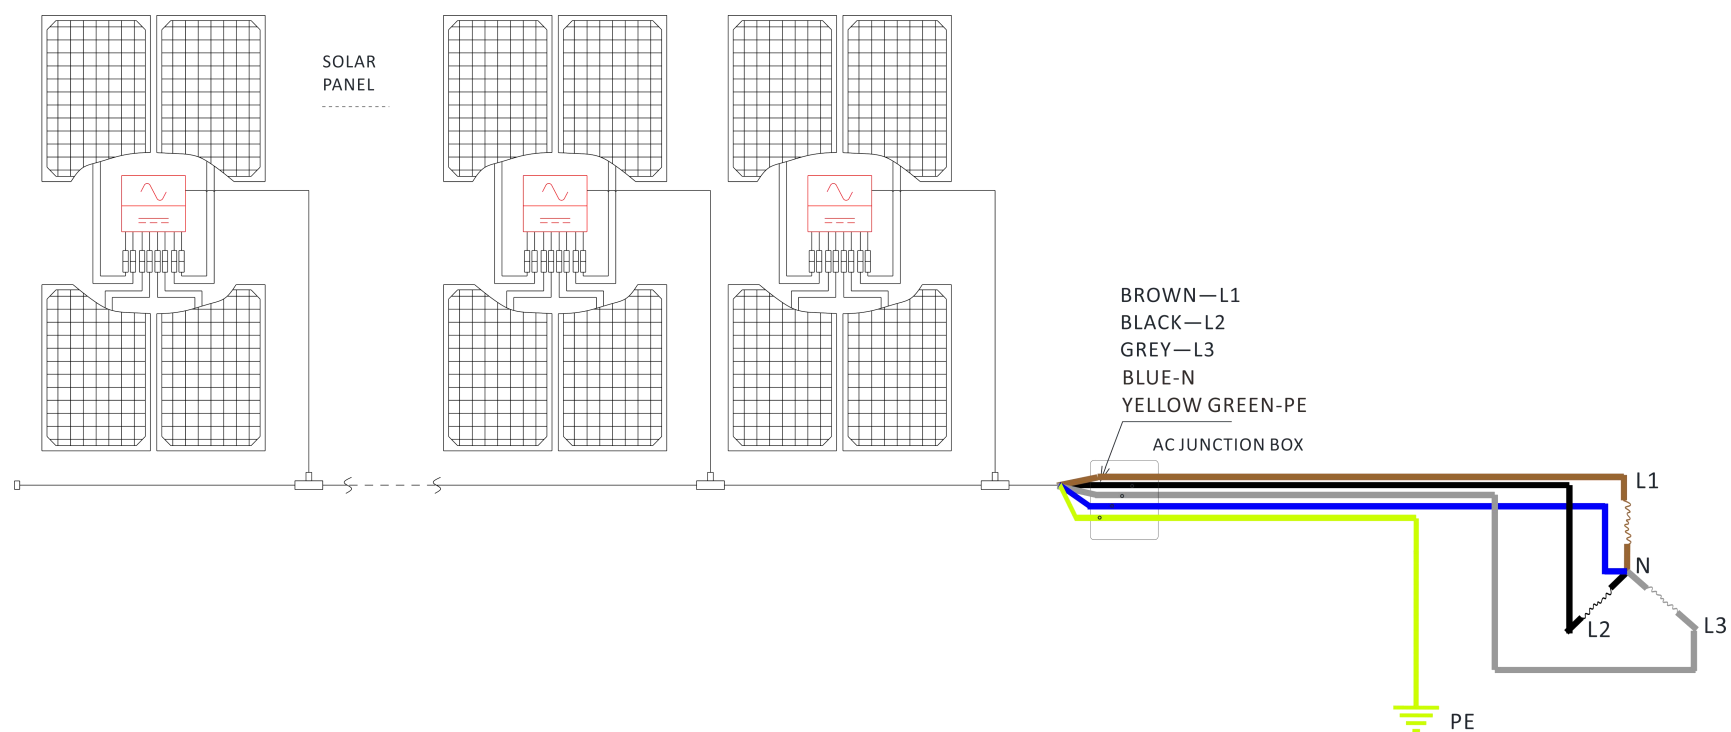 SOLAR
PANEL
BROWN—L1
BLACK—L2
GREY—L3
BLUE-N
YELLOW GREEN-PE
AC JUNCTION BOX
L1
N
L2
L3
PE